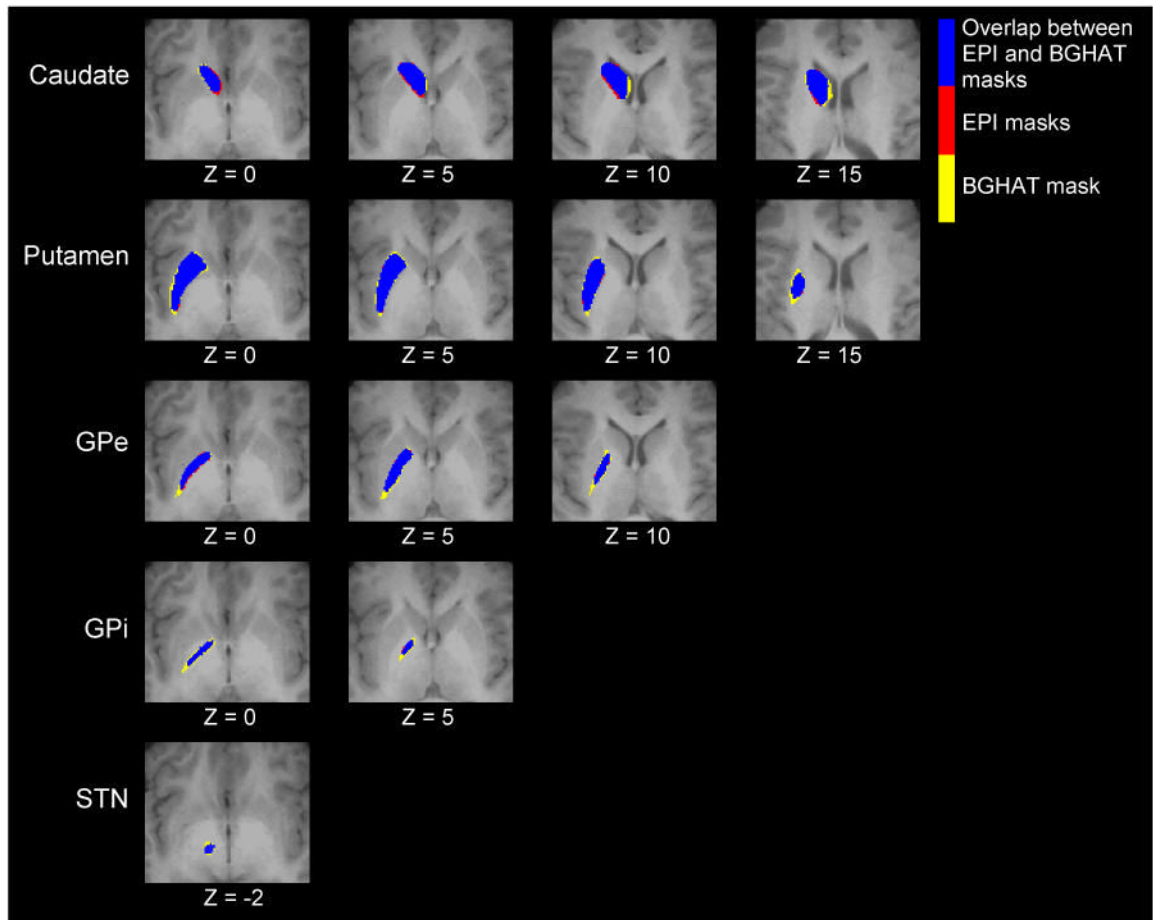 Caudate
Z = 0
Z = 5
Z = 10
Z = 15
Overlap between
EPI and BGHAT
masks
EPI masks
BGHAT mask
Putamen
Z = 0
Z = 5
Z = 10
Z = 15
GPe
Z = 0
Z = 5
Z = 10
GPi
Z = 0
Z = 5
STN
Z = -2